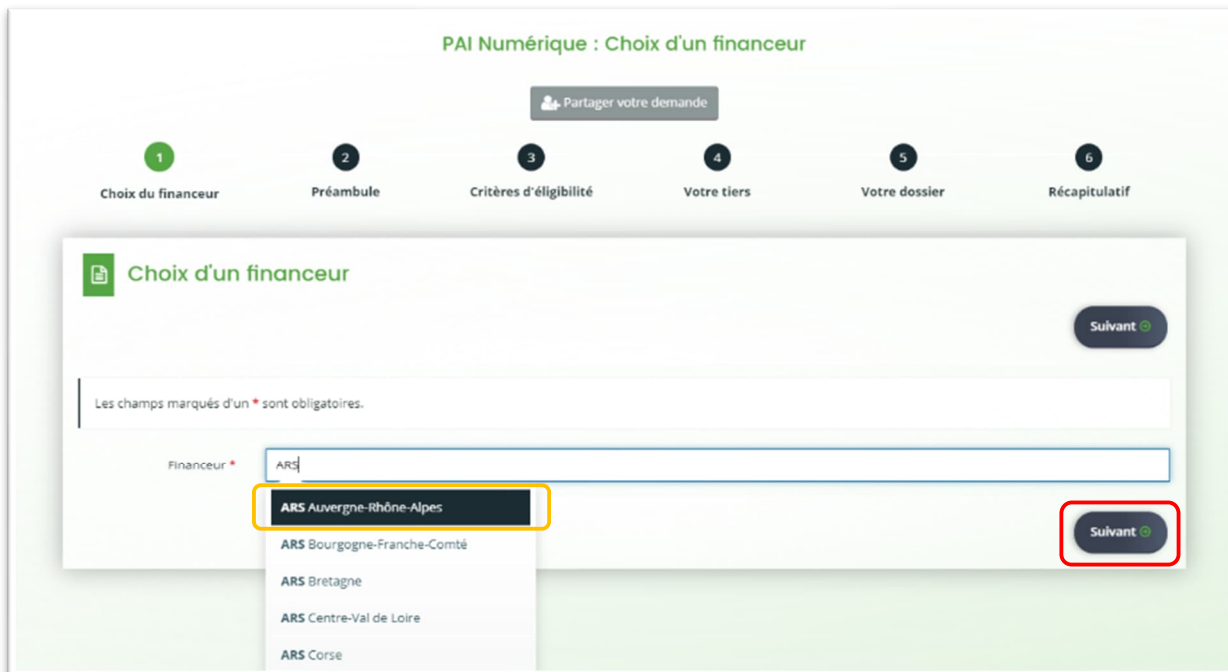 PAI Numérique : Choix d'un financeur
Partager votre demande
1 2 3 4 5 6
Choix du financeur Préambule Critères d'éligibilité Votre tiers Votre dossier Récapitulatif
Choix d'un financeur
Suivant
Les champs marqués d'un * sont obligatoires.
Financeur * ARS
ARS Auvergne-Rhône-Alpes
ARS Bourgogne-Franche-Comté
Suivant
ARS Bretagne
ARS Centre-Val de Loire
ARS Corse